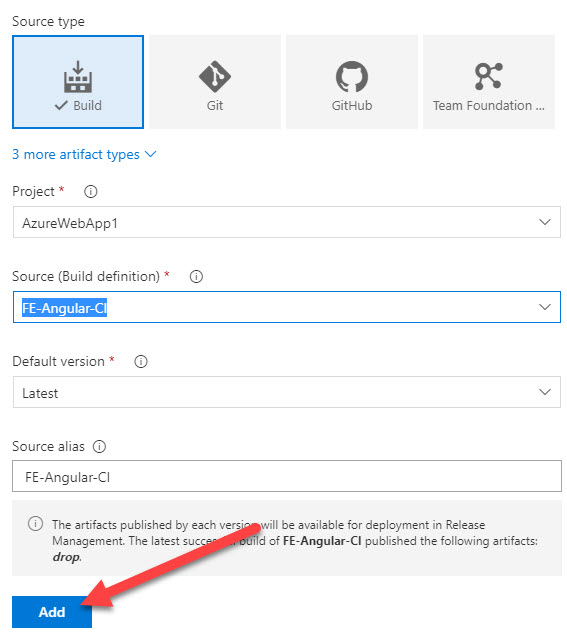 Source type
Build
Git
GitHub
Team Foundation ...
3 more artifact types
Project *
AzureWebApp1
Source (Build definition) *
FE-Angular-CI
Default version *
Latest
Source alias
FE-Angular-CI
The artifacts published by each version will be available for deployment in Release
Management. The latest build of FE-Angular-CI published the following artifacts:
drop.
Add